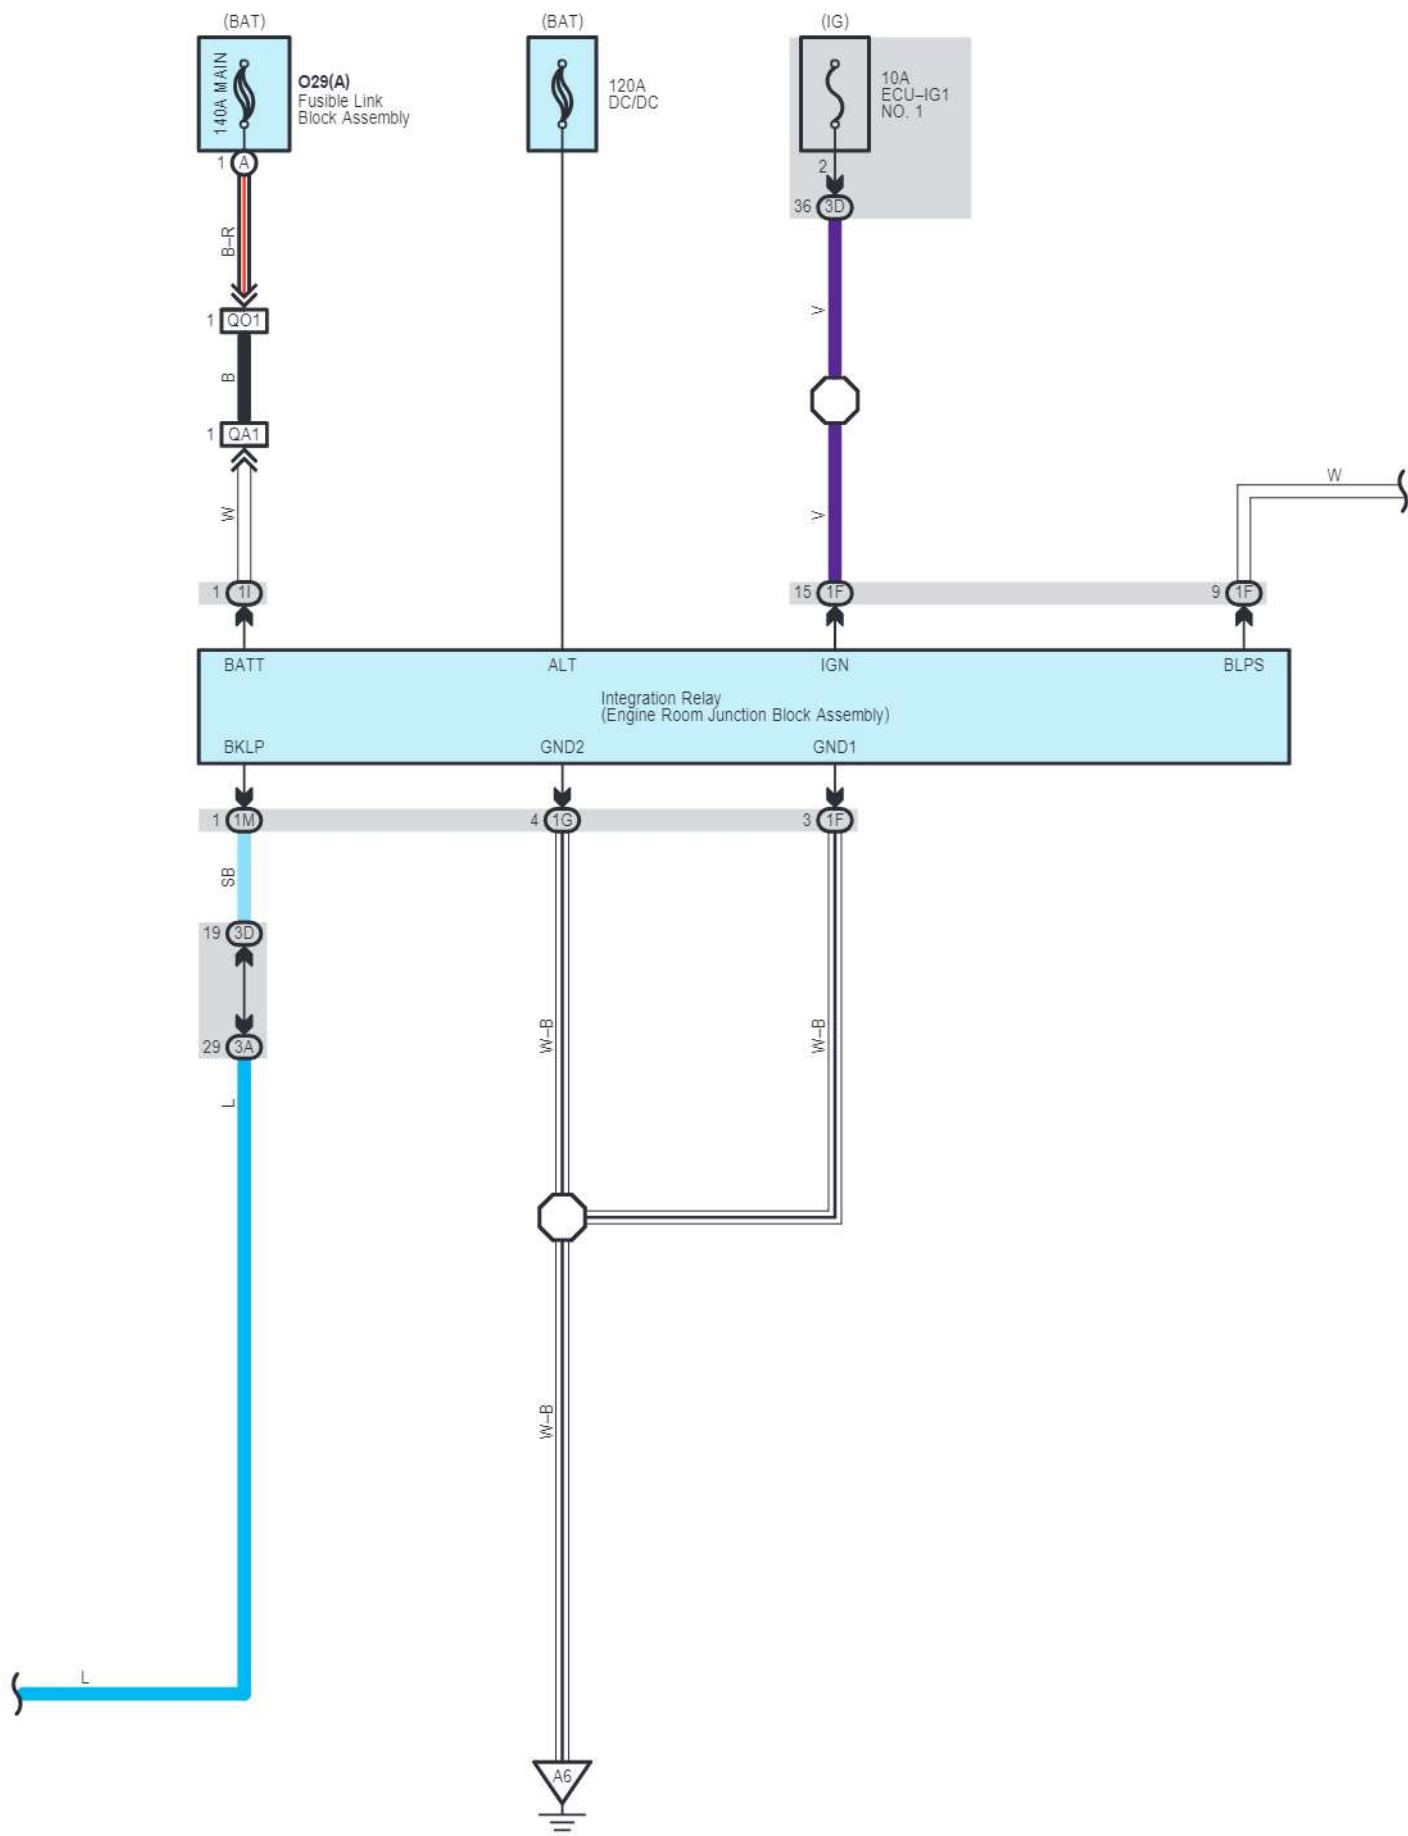 (BAT)
(BAT)
(IG)
140A MAIN
O29(A)
Fusible Link
Block Assembly
120A
DC/DC
10A
ECU–IG1
NO. 1
1 A
2
36 3D
B–R
V
1 QO1
B
1 QA1
W
W
V
1 1I
15 1F
9 1F
BATT
ALT
IGN
BLPS
Integration Relay
(Engine Room Junction Block Assembly)
BKLP
GND2
GND1
1 1M
4 1G
3 1F
SB
19 3D
29 3A
W–B
W–B
L
W–B
L
A6